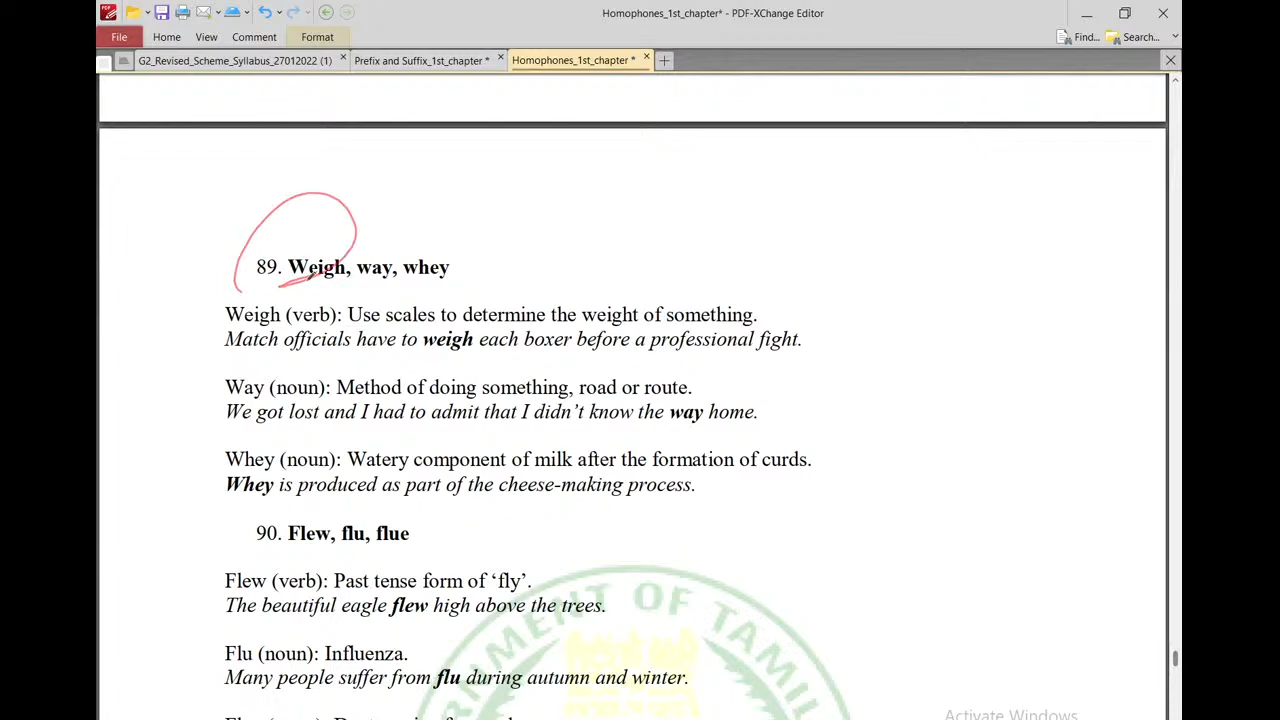 Homophones_1st_chapter* - PDF-XChange Editor
File Home View Comment Format
Find... Search...
G2_Revised_Scheme_Syllabus_27012022 (1) Prefix and Suffix_1st_chapter * Homophones_1st_chapter *
89. Weigh, way, whey
Weigh (verb): Use scales to determine the weight of something.
Match officials have to weigh each boxer before a professional fight.
Way (noun): Method of doing something, road or route.
We got lost and I had to admit that I didn’t know the way home.
Whey (noun): Watery component of milk after the formation of curds.
Whey is produced as part of the cheese-making process.
90. Flew, flu, flue
Flew (verb): Past tense form of ‘fly’.
The beautiful eagle flew high above the trees.
Flu (noun): Influenza.
Many people suffer from flu during autumn and winter.
ERNMENT OF TAMIL
Activate Windows